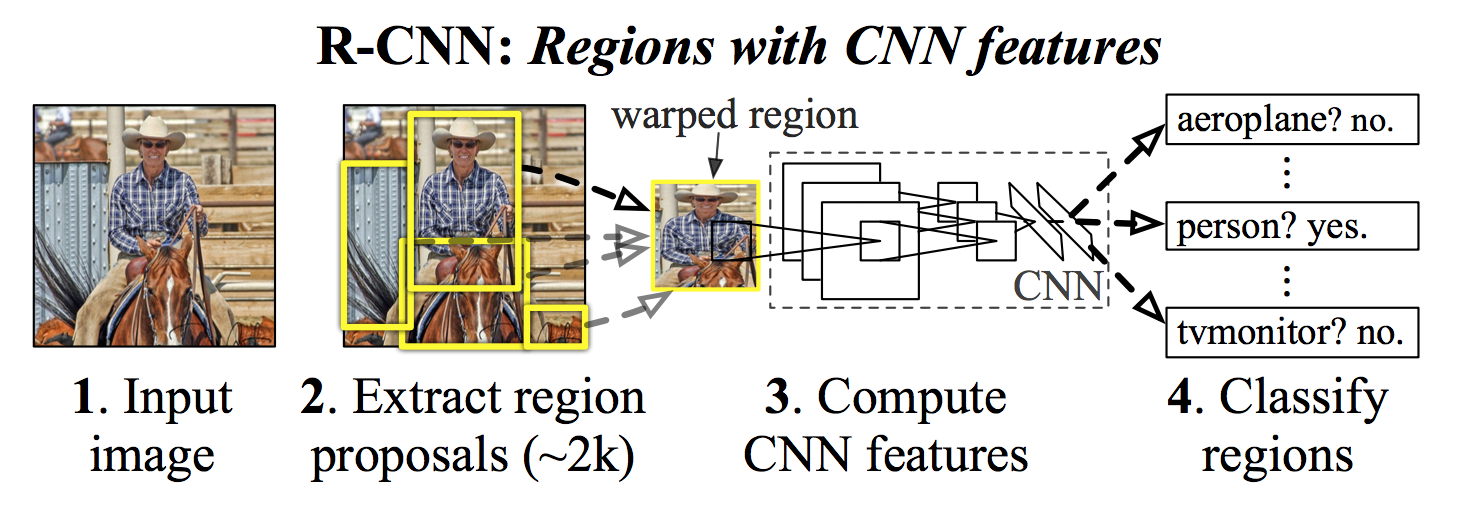 R-CNN: Regions with CNN features
warped region
aeroplane? no.
person? yes.
tvmonitor? no.
CNN
1. Input
image
2. Extract region
proposals (~2k)
3. Compute
CNN features
4. Classify
regions